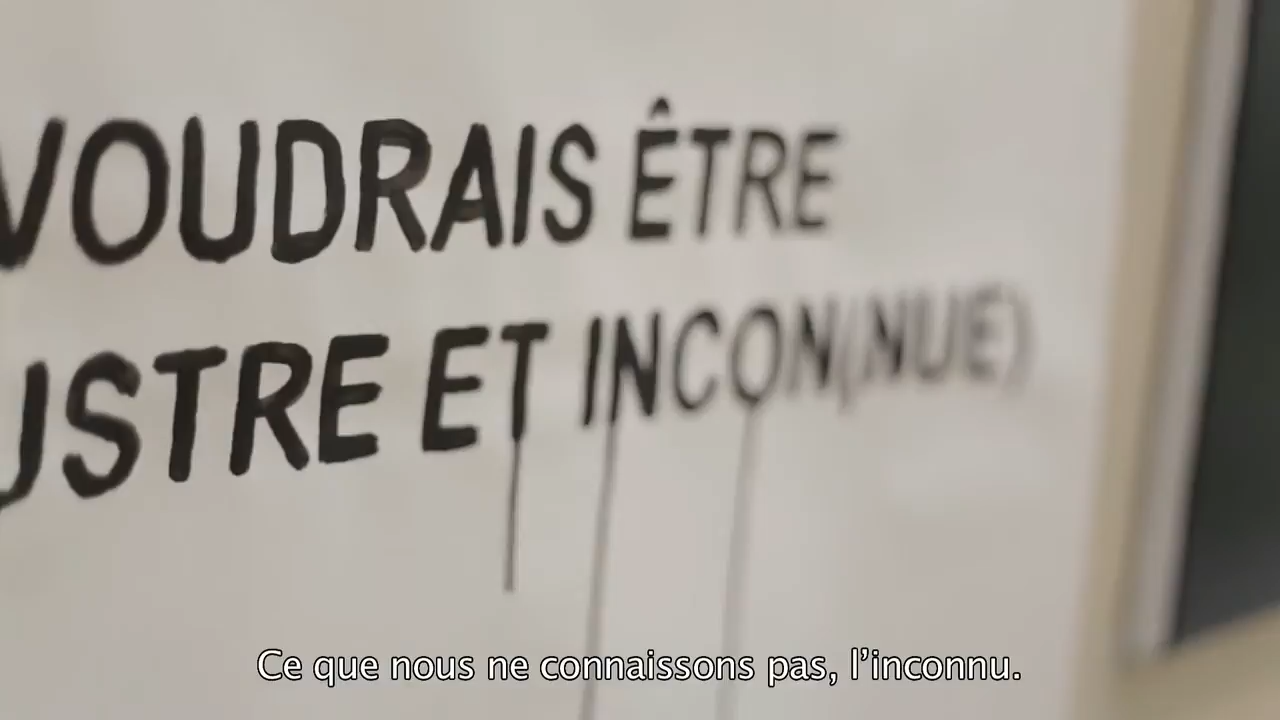 VOUDRAIS ÊTRE
USTRE ET INCON(NUE)
Ce que nous ne connaissons pas, l’inconnu.